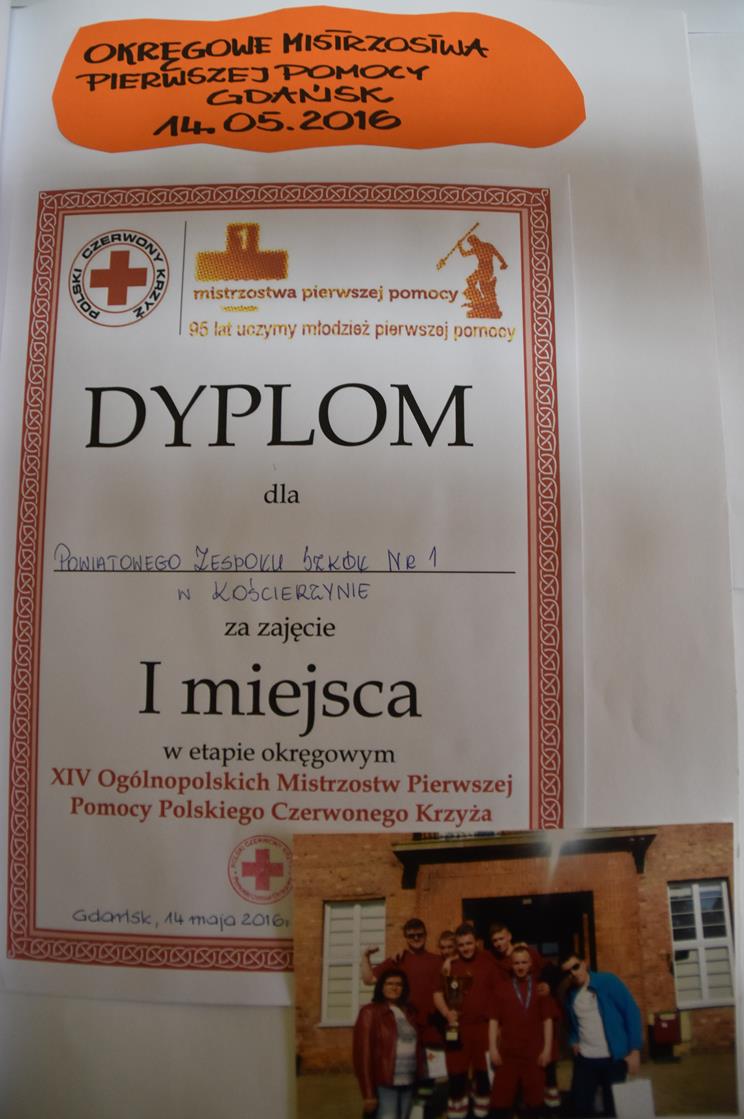 OKRĘGOWE MISTRZOSTWA
PIERWSZEJ POMOCY
GDAŃSK
14.05.2016
POLSKI CZERWONY KRZYŻ
1
mistrzostwa pierwszej pomocy
95 lat uczymy młodzież pierwszej pomocy
DYPLOM
dla
POWIATOWEGO ZESPOŁU SZKÓŁ NR 1
W KOŚCIERZYNIE
za zajęcie
I miejsca
w etapie okręgowym
XIV Ogólnopolskich Mistrzostw Pierwszej
Pomocy Polskiego Czerwonego Krzyża
Gdańsk, 14 maja 2016r